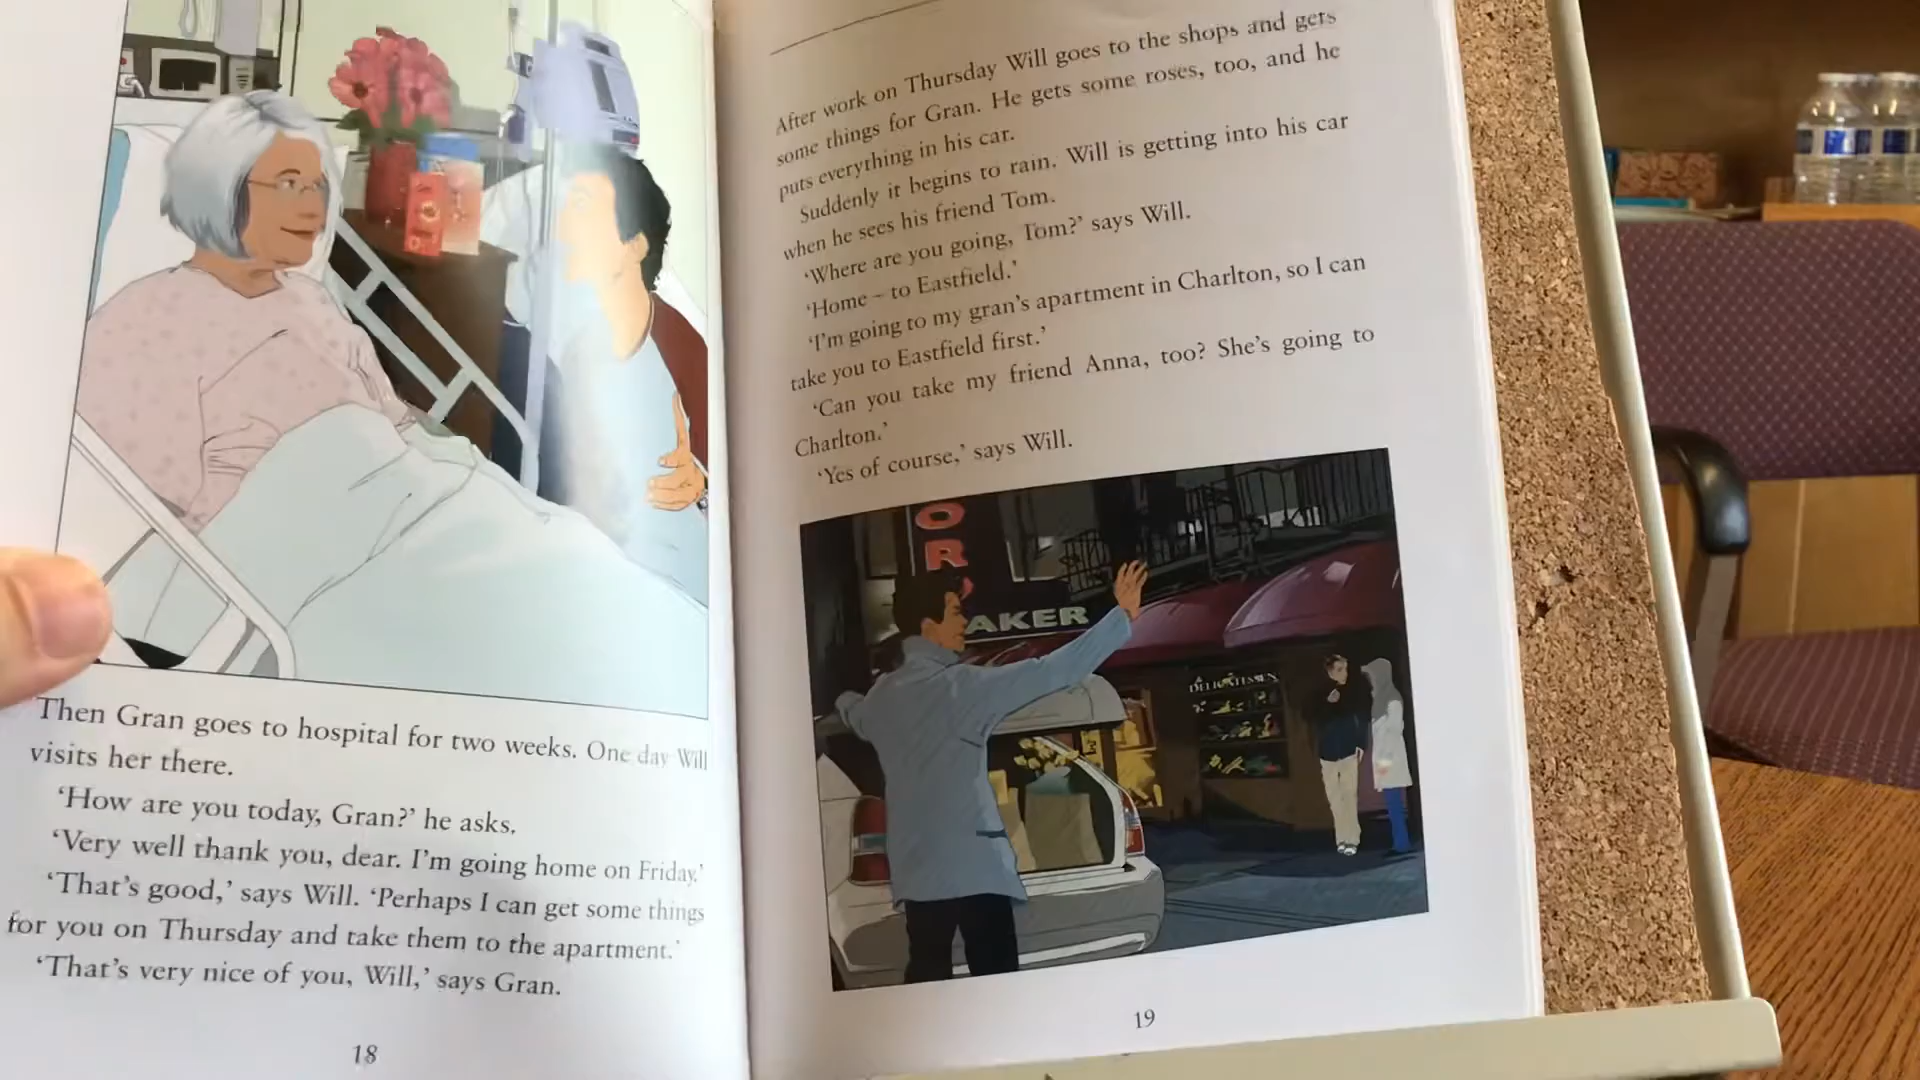 Then Gran goes to hospital for two weeks. One day Will
visits her there.
‘How are you today, Gran?’ he asks.
‘Very well thank you, dear. I’m going home on Friday.’
‘That’s good,’ says Will. ‘Perhaps I can get some things
for you on Thursday and take them to the apartment.’
‘That’s very nice of you, Will,’ says Gran.
18
After work on Thursday Will goes to the shops and gets
some things for Gran. He gets some roses, too, and he
puts everything in his car.
Suddenly it begins to rain. Will is getting into his car
when he sees his friend Tom.
‘Where are you going, Tom?’ says Will.
‘Home – to Eastfield.’
‘I’m going to my gran’s apartment in Charlton, so I can
take you to Eastfield first.’
‘Can you take my friend Anna, too? She’s going to
Charlton.’
‘Yes of course,’ says Will.
O
R
AKER
DELICATESSEN
19